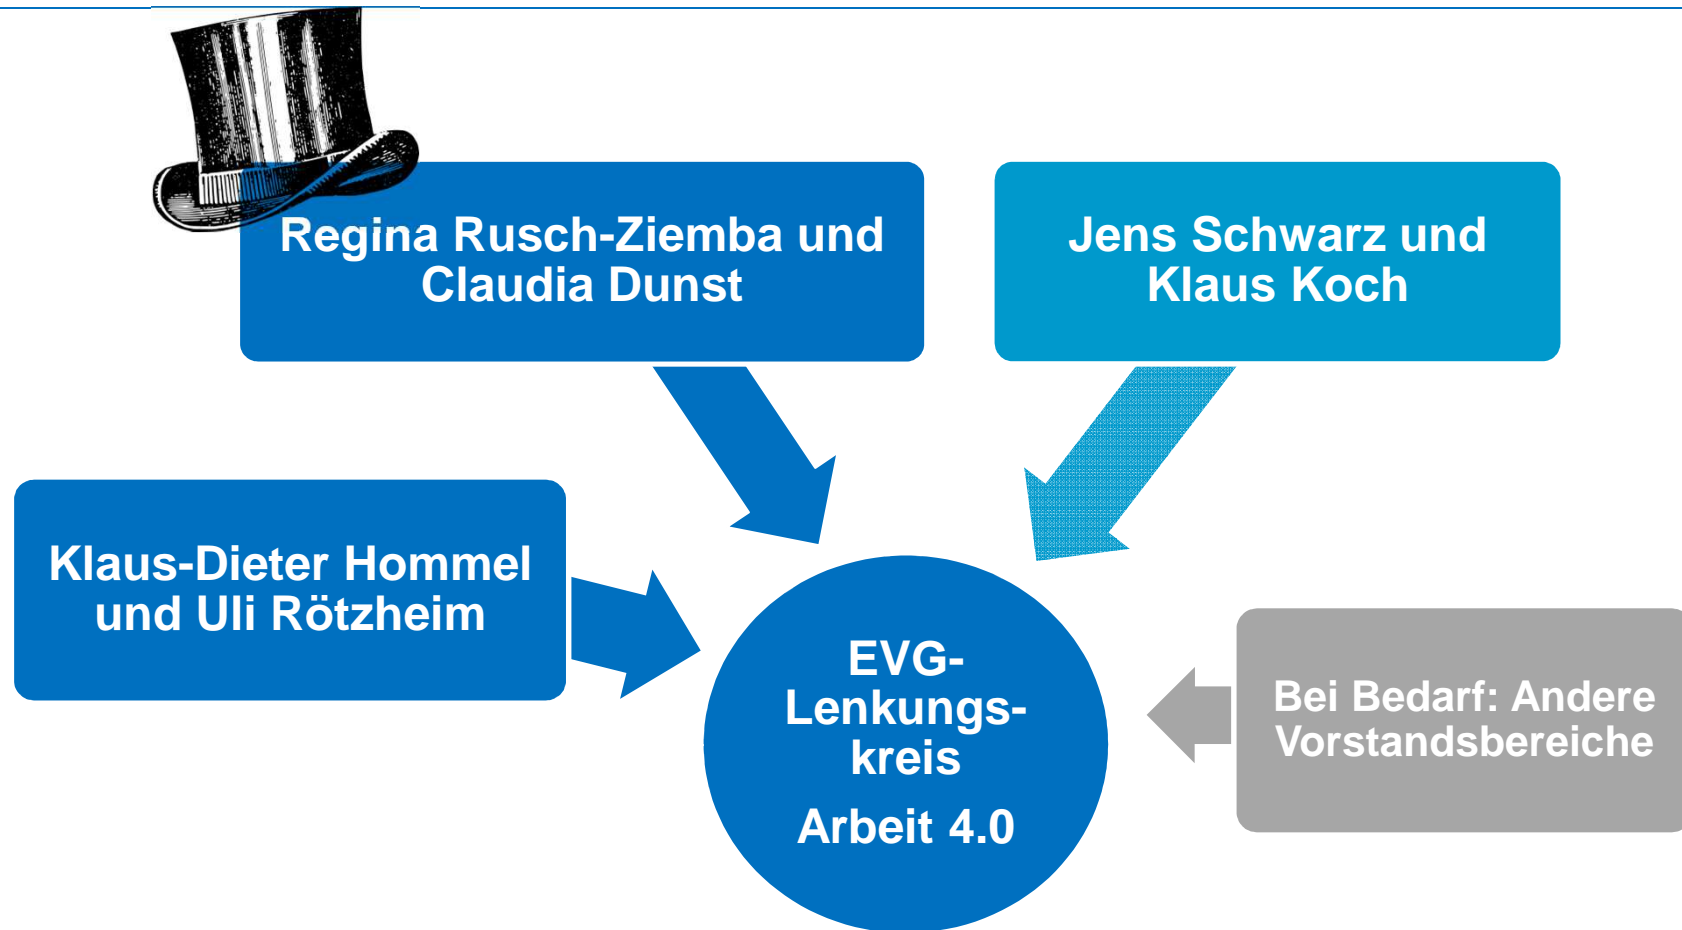 Regina Rusch-Ziemba und
Claudia Dunst
Jens Schwarz und
Klaus Koch
Klaus-Dieter Hommel
und Uli Rötzheim
EVG-
Lenkungs-
kreis
Arbeit 4.0
Bei Bedarf: Andere
Vorstandsbereiche